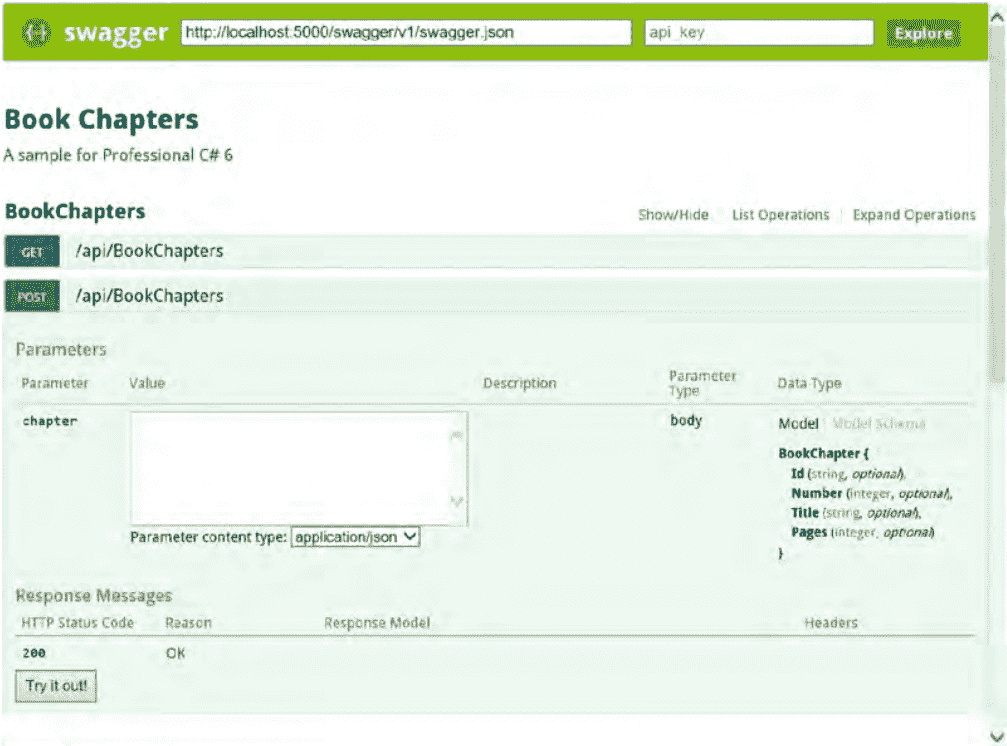 {···} swagger http://localhost:5000/swagger/v1/swagger.json api_key Explore
Book Chapters
A sample for Professional C# 6
BookChapters Show/Hide List Operations Expand Operations
GET /api/BookChapters
POST /api/BookChapters
Parameters
Parameter Value Description Parameter Type Data Type
chapter body Model Model Schema
BookChapter {
Id (string, optional),
Number (integer, optional),
Title (string, optional),
Pages (integer, optional)
}
Parameter content type: application/json
Response Messages
HTTP Status Code Reason Response Model Headers
200 OK
Try it out!